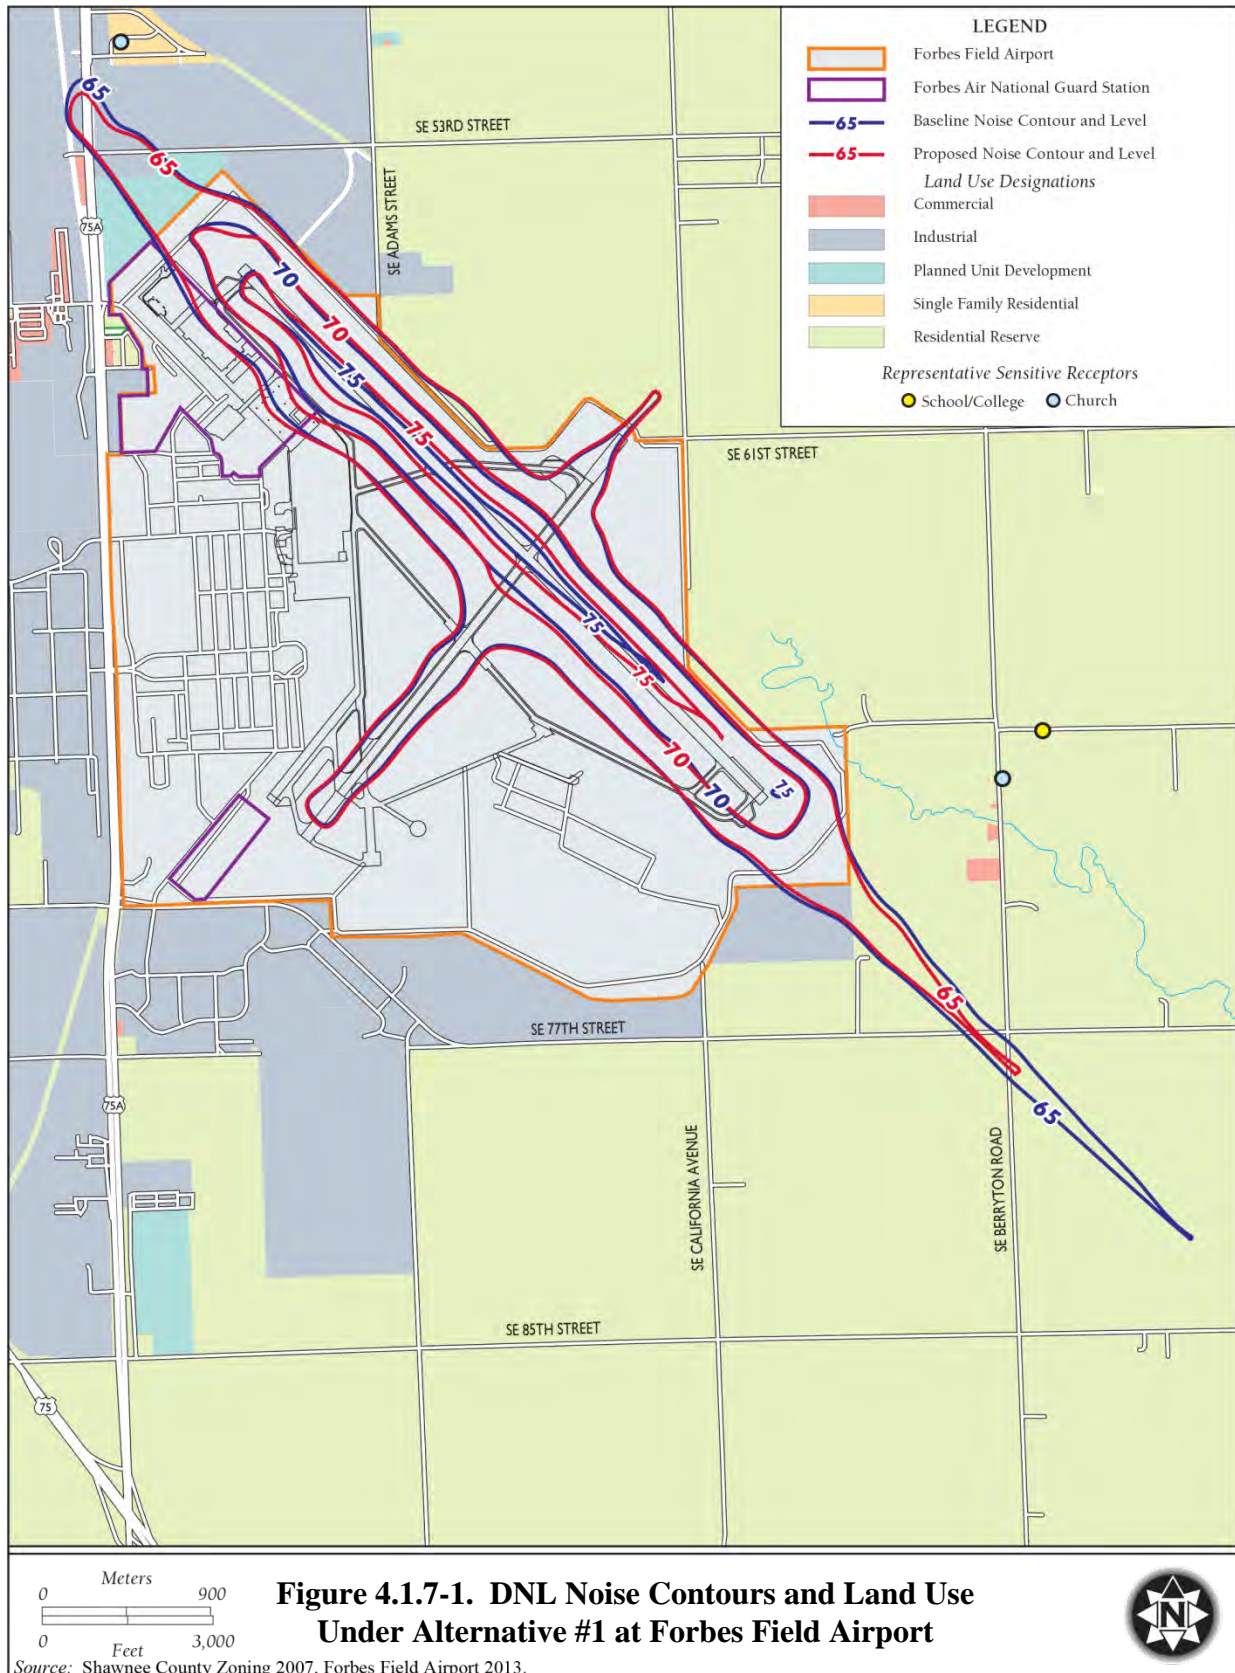 LEGEND
Forbes Field Airport
Forbes Air National Guard Station
65 Baseline Noise Contour and Level
65 Proposed Noise Contour and Level
Land Use Designations
Commercial
Industrial
Planned Unit Development
Single Family Residential
Residential Reserve
Representative Sensitive Receptors
School/College Church
65
SE 53RD STREET
65
SE ADAMS STREET
75A
70
70
75
75
SE 61ST STREET
75
75
70
70
75
65
SE 77TH STREET
75A
65
SE CALIFORNIA AVENUE
SE BERRYTON ROAD
SE 85TH STREET
75
Meters
0 900
0 3,000
Feet
Figure 4.1.7-1. DNL Noise Contours and Land Use
Under Alternative #1 at Forbes Field Airport
N
Source: Shawnee County Zoning 2007, Forbes Field Airport 2013.